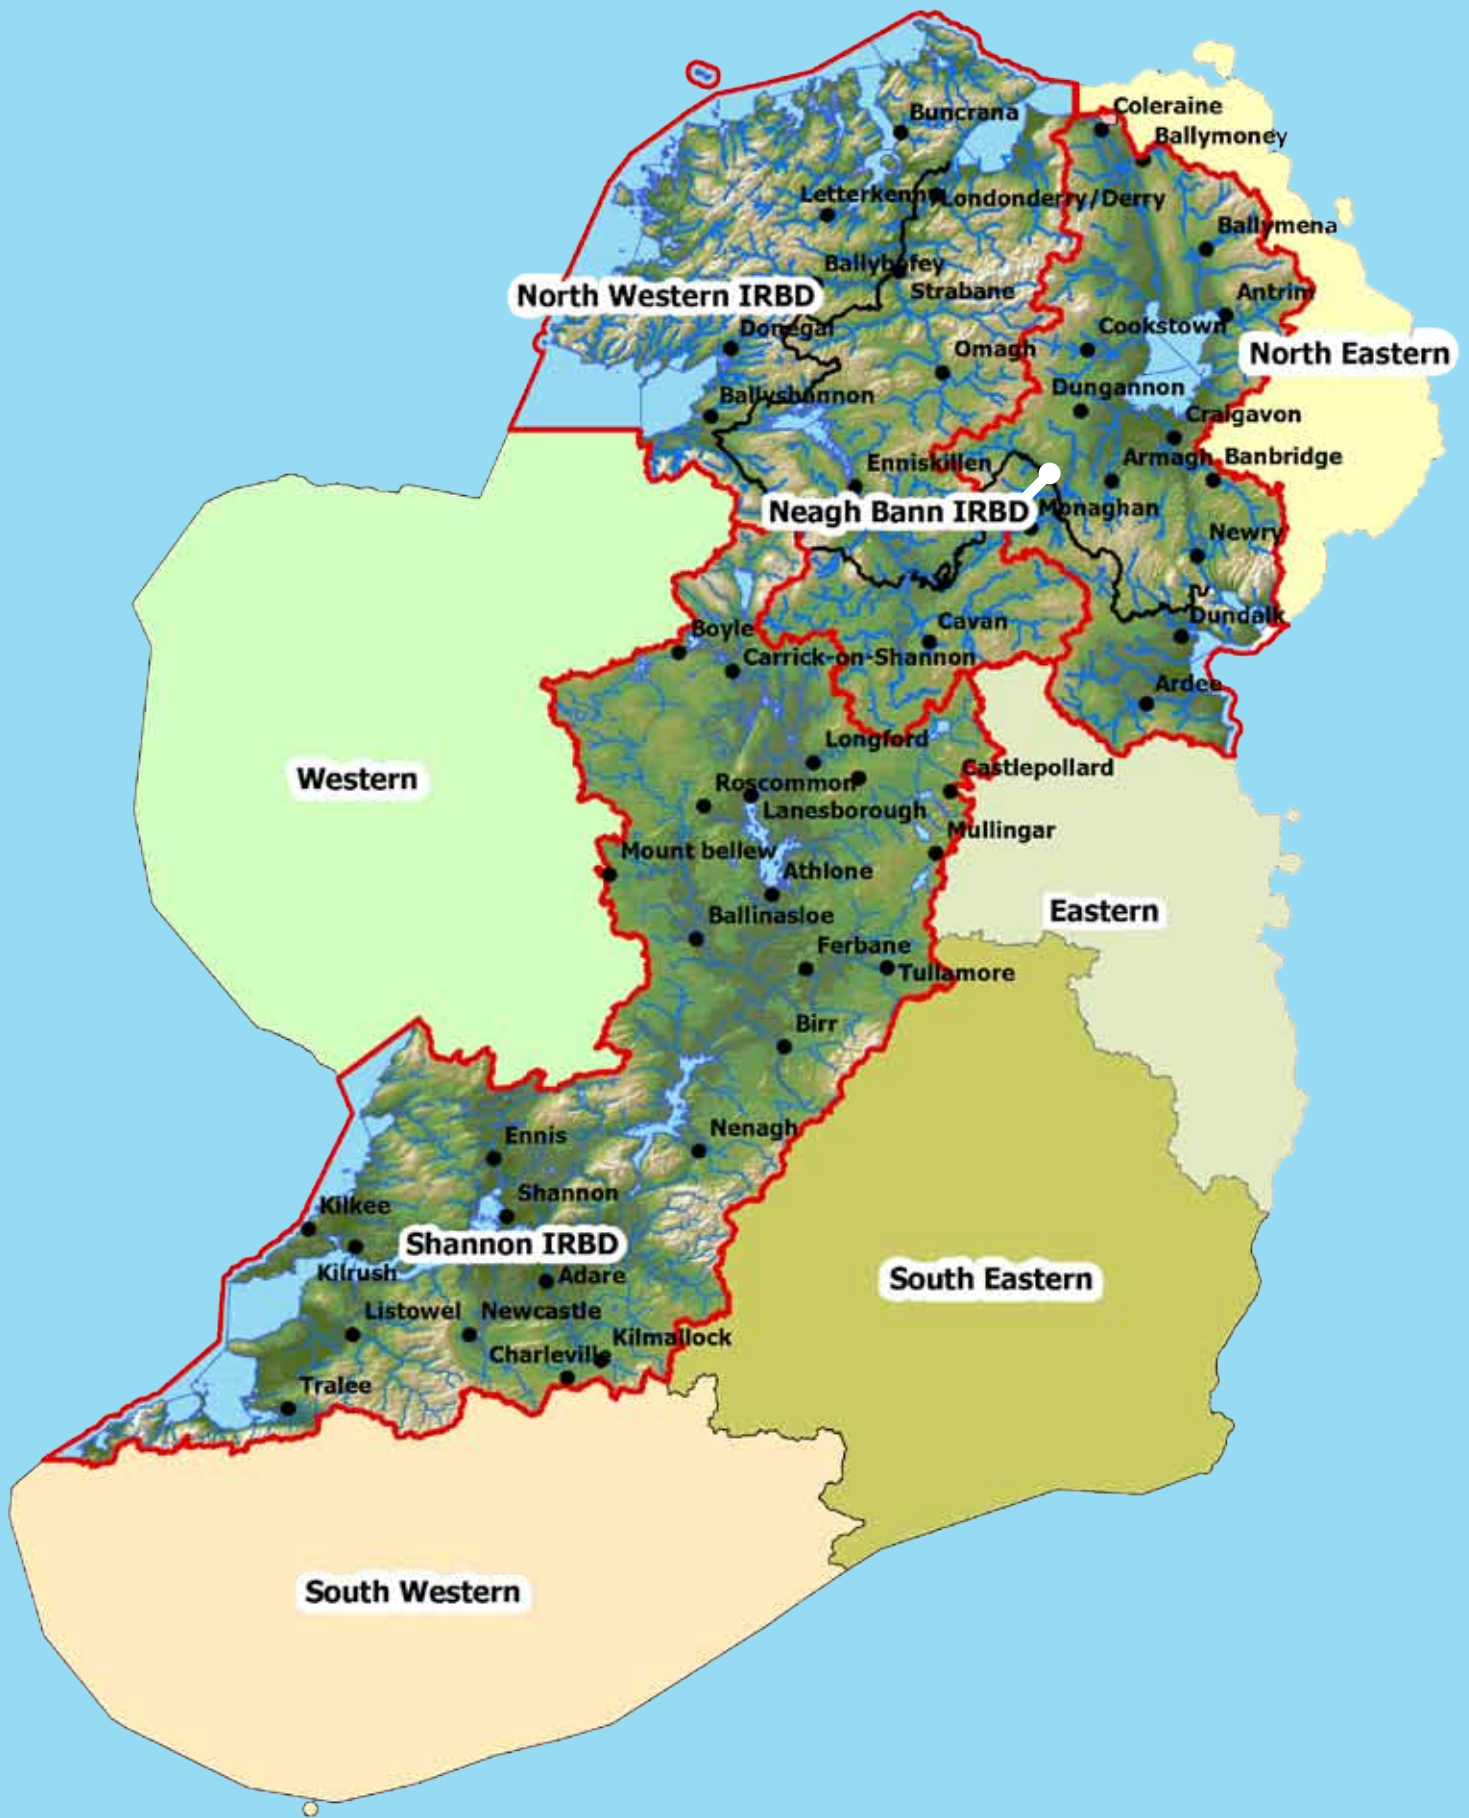 Coleraine
Buncrana
Ballymoney
Letterkenny
Londonderry/Derry
Ballymena
Ballybofey
Strabane
Antrim
North Western IRBD
Donegal
Cookstown
Omagh
North Eastern
Ballyshannon
Dungannon
Craigavon
Enniskillen
Armagh
Banbridge
Neagh Bann IRBD
Monaghan
Newry
Dundalk
Cavan
Boyle
Carrick-on-Shannon
Ardee
Longford
Castlepollard
Western
Roscommon
Lanesborough
Mullingar
Mount bellew
Athlone
Ballinasloe
Eastern
Ferbane
Tullamore
Birr
Nenagh
Ennis
Shannon
Kilkee
Shannon IRBD
Kilrush
Adare
South Eastern
Listowel
Newcastle
Kilmallock
Charleville
Tralee
South Western